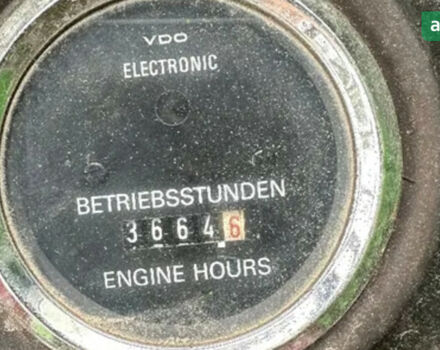 VDO
ELECTRONIC
BETRIEBSSTUNDEN
36646
ENGINE HOURS
a